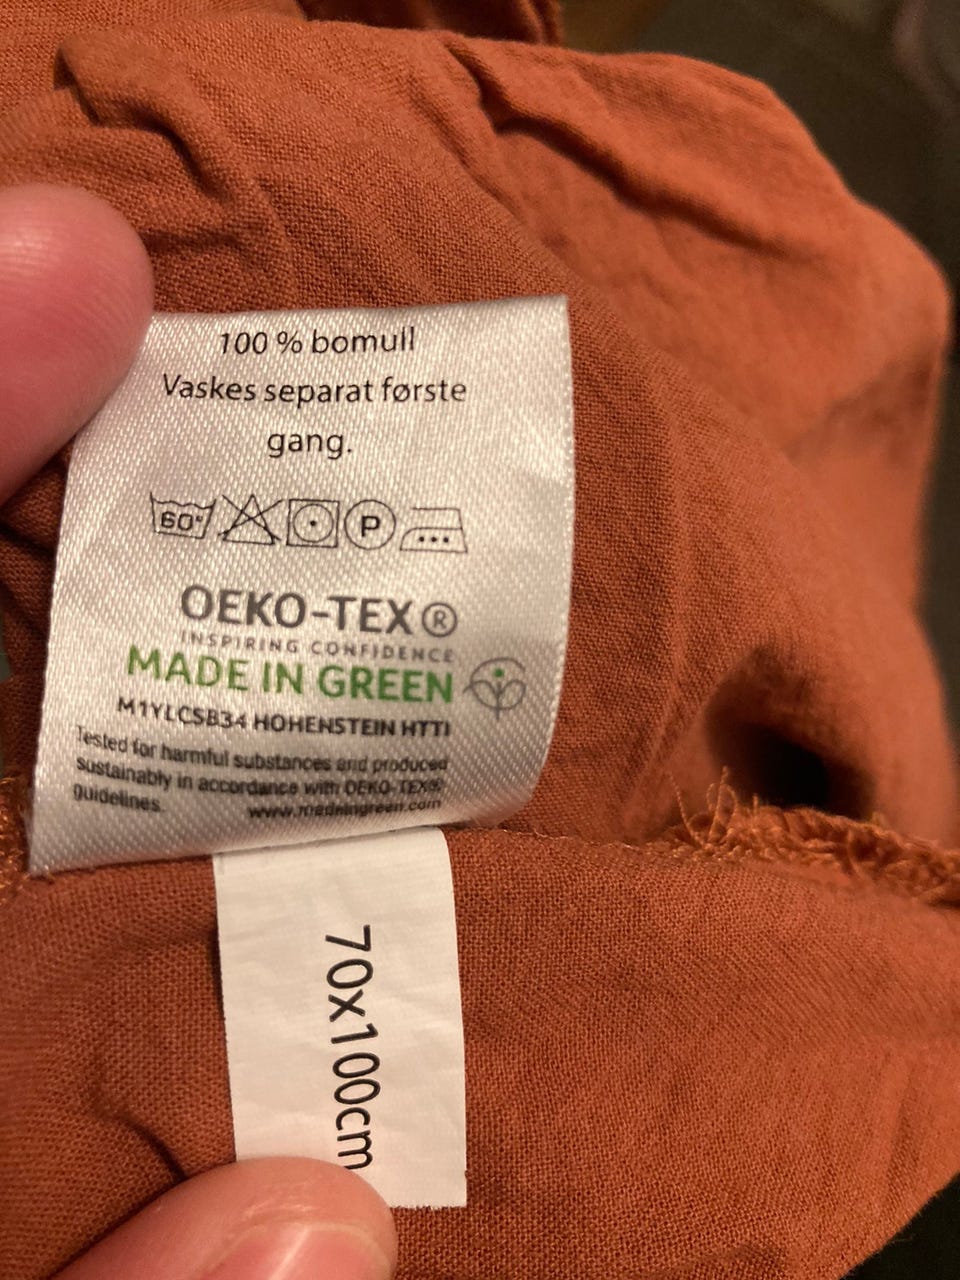 100 % bomull
Vaskes separat første
gang.
60°
P
OEKO-TEX®
INSPIRING CONFIDENCE
MADE IN GREEN
M1YLCSB34 HOHENSTEIN HTTI
Tested for harmful substances and produced
sustainably in accordance with OEKO-TEX®
guidelines.
www.madeingreen.com
70x100cm